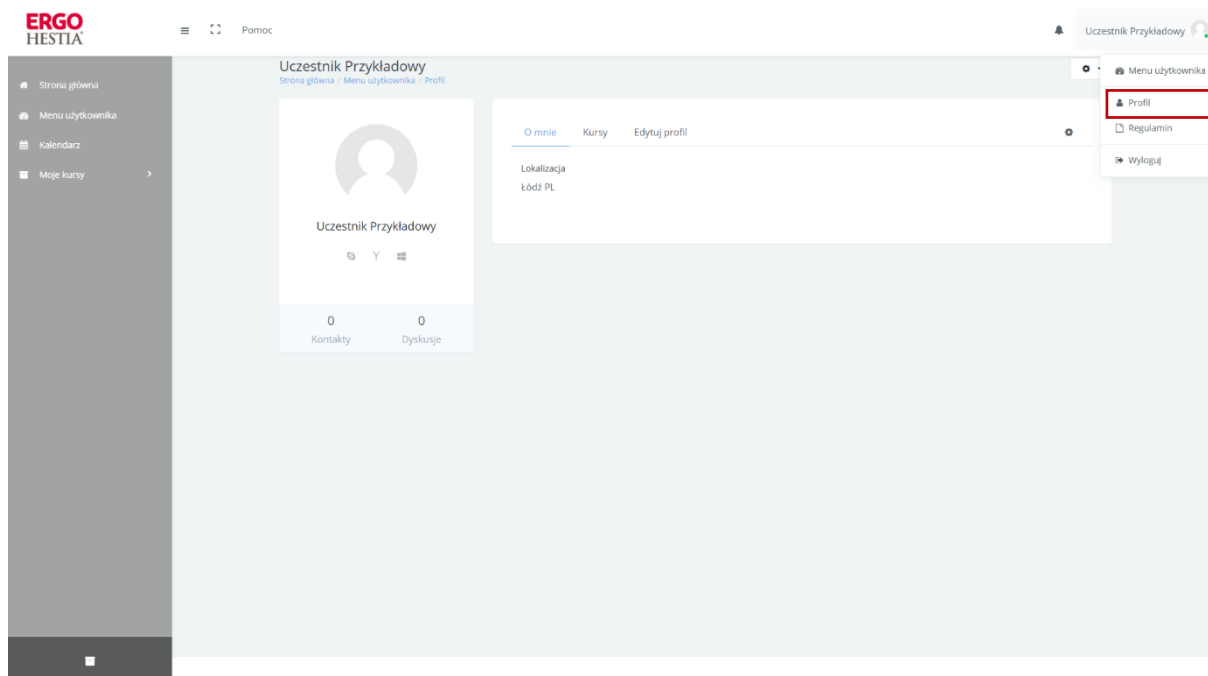 ERGO
HESTIA
Pomoc
Uczestnik Przykładowy
Strona główna
Menu użytkownika
Kalendarz
Moje kursy
Uczestnik Przykładowy
Strona główna / Menu użytkownika / Profil
Uczestnik Przykładowy
0 0
Kontakty Dyskusje
O mnie Kursy Edytuj profil
Lokalizacja
Łódź PL
Menu użytkownika
Profil
Regulamin
Wyloguj